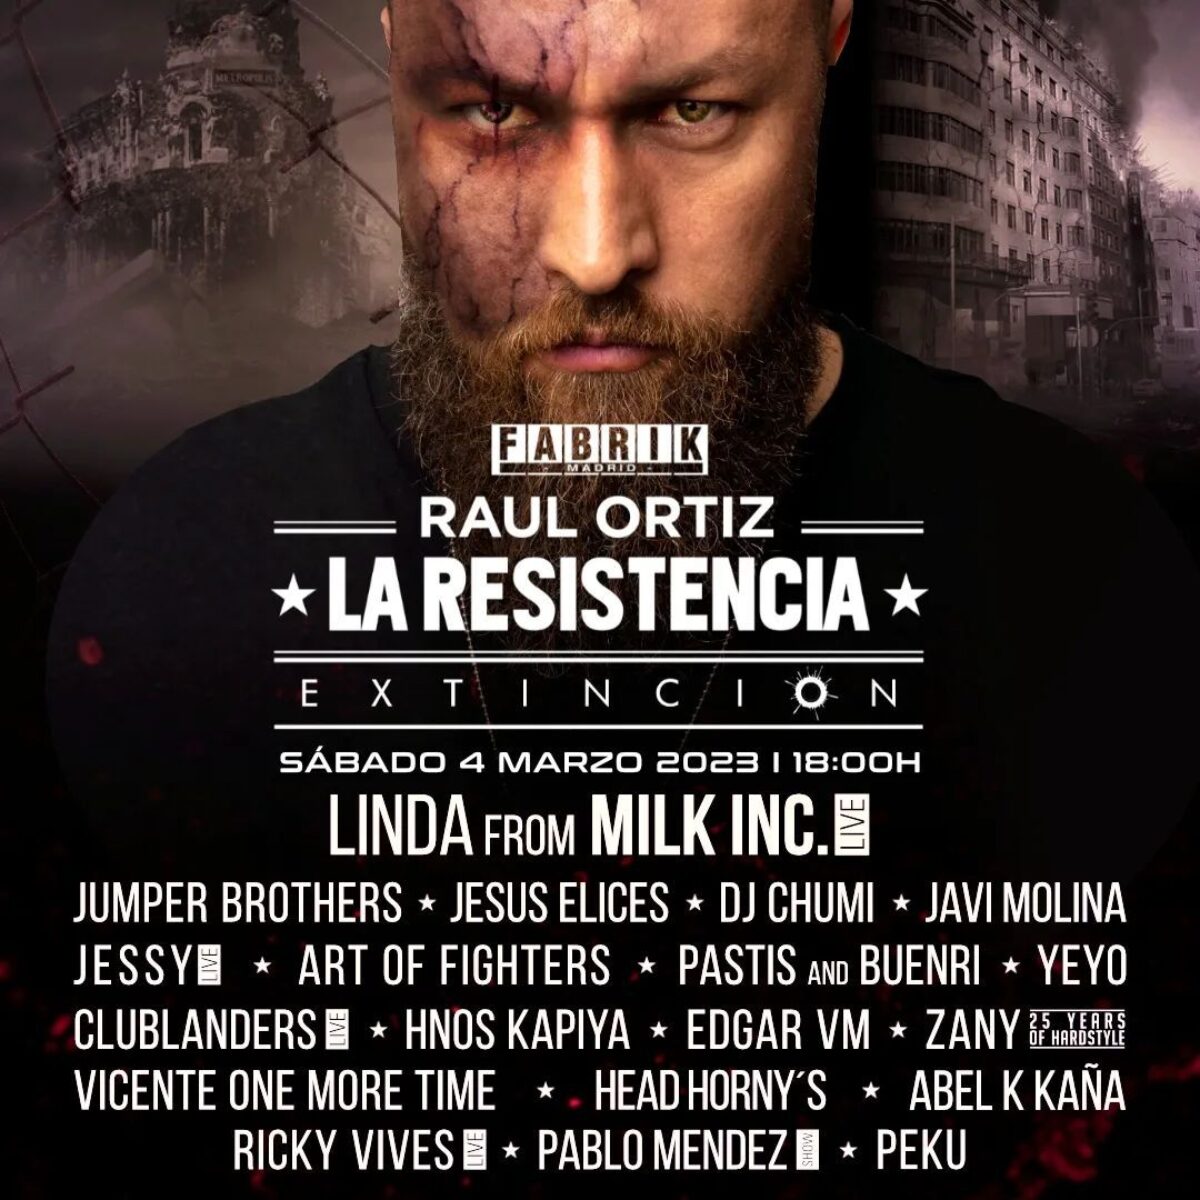 METROPOLIS
FABRIK
- MADRID -
RAUL ORTIZ
★ LA RESISTENCIA ★
EXTINCION
SÁBADO 4 MARZO 2023 | 18:00H
LINDA FROM MILK INC. LIVE
JUMPER BROTHERS ★ JESUS ELICES ★ DJ CHUMI ★ JAVI MOLINA
JESSY LIVE ★ ART OF FIGHTERS ★ PASTIS AND BUENRI ★ YEYO
CLUBLANDERS LIVE ★ HNOS KAPIYA ★ EDGAR VM ★ ZANY 25 YEARS OF HARDSTYLE
VICENTE ONE MORE TIME ★ HEAD HORNY´S ★ ABEL K KAÑA
RICKY VIVES LIVE ★ PABLO MENDEZ SHOW ★ PEKU